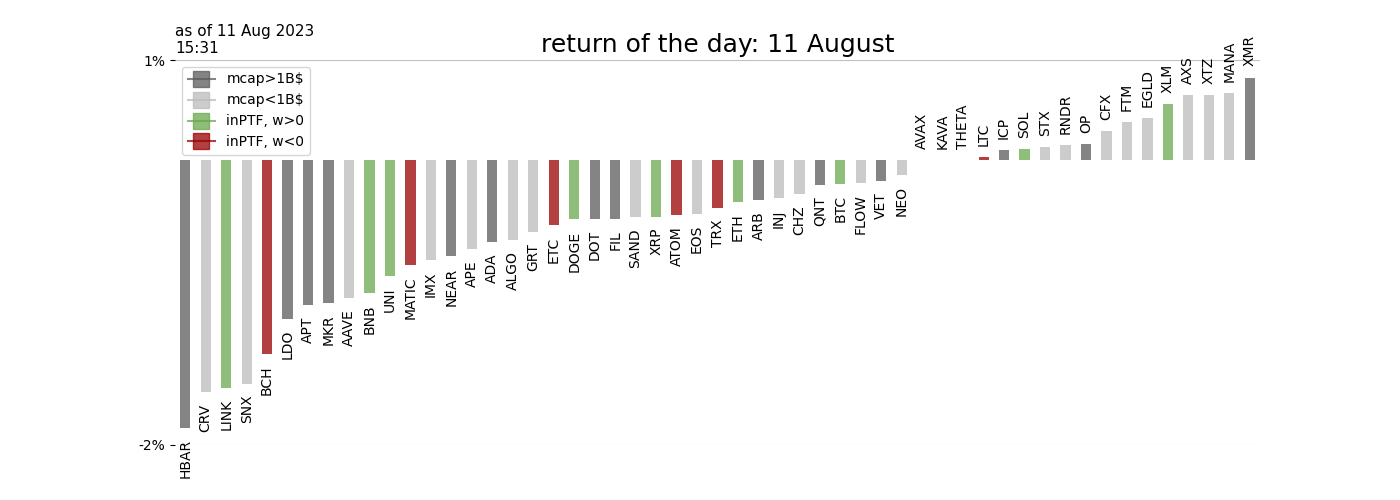 as of 11 Aug 2023
15:31
return of the day: 11 August
1%
mcap>1B$
mcap<1B$
inPTF, w>0
inPTF, w<0
-2%
HBAR
CRV
LINK
SNX
BCH
LDO
APT
MKR
AAVE
BNB
UNI
MATIC
IMX
NEAR
APE
ADA
ALGO
GRT
ETC
DOGE
DOT
FIL
SAND
XRP
ATOM
EOS
TRX
ETH
ARB
INJ
CHZ
QNT
BTC
FLOW
VET
NEO
AVAX
KAVA
THETA
LTC
ICP
SOL
STX
RNDR
OP
CFX
FTM
EGLD
XLM
AXS
XTZ
MANA
XMR